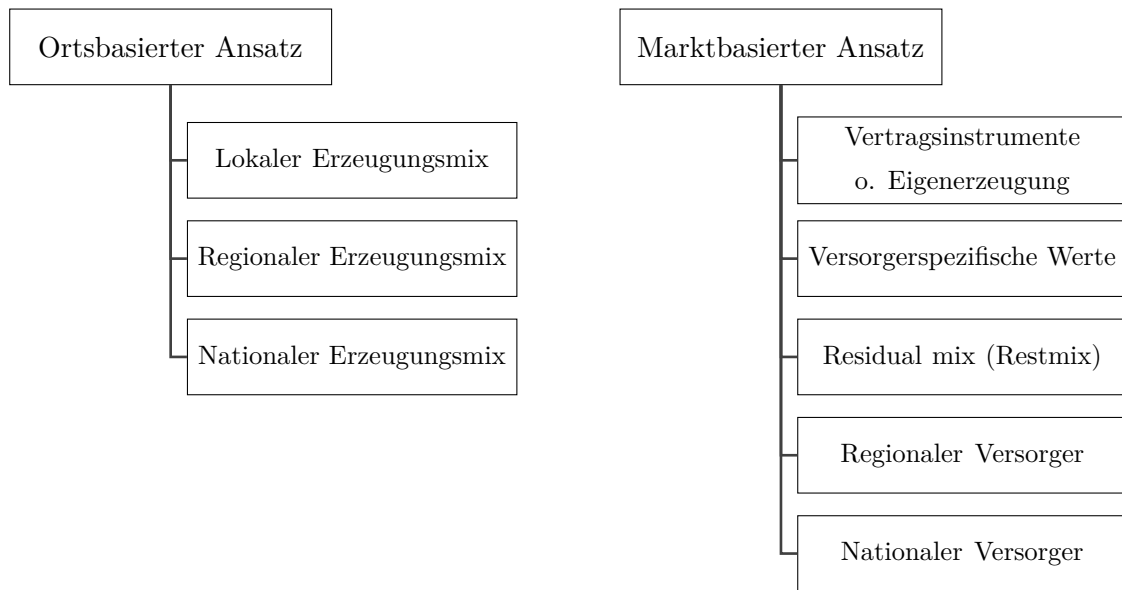 Ortsbasierter Ansatz
Lokaler Erzeugungsmix
Regionaler Erzeugungsmix
Nationaler Erzeugungsmix
Marktbasierter Ansatz
Vertragsinstrumente
o. Eigenerzeugung
Versorgerspezifische Werte
Residual mix (Restmix)
Regionaler Versorger
Nationaler Versorger